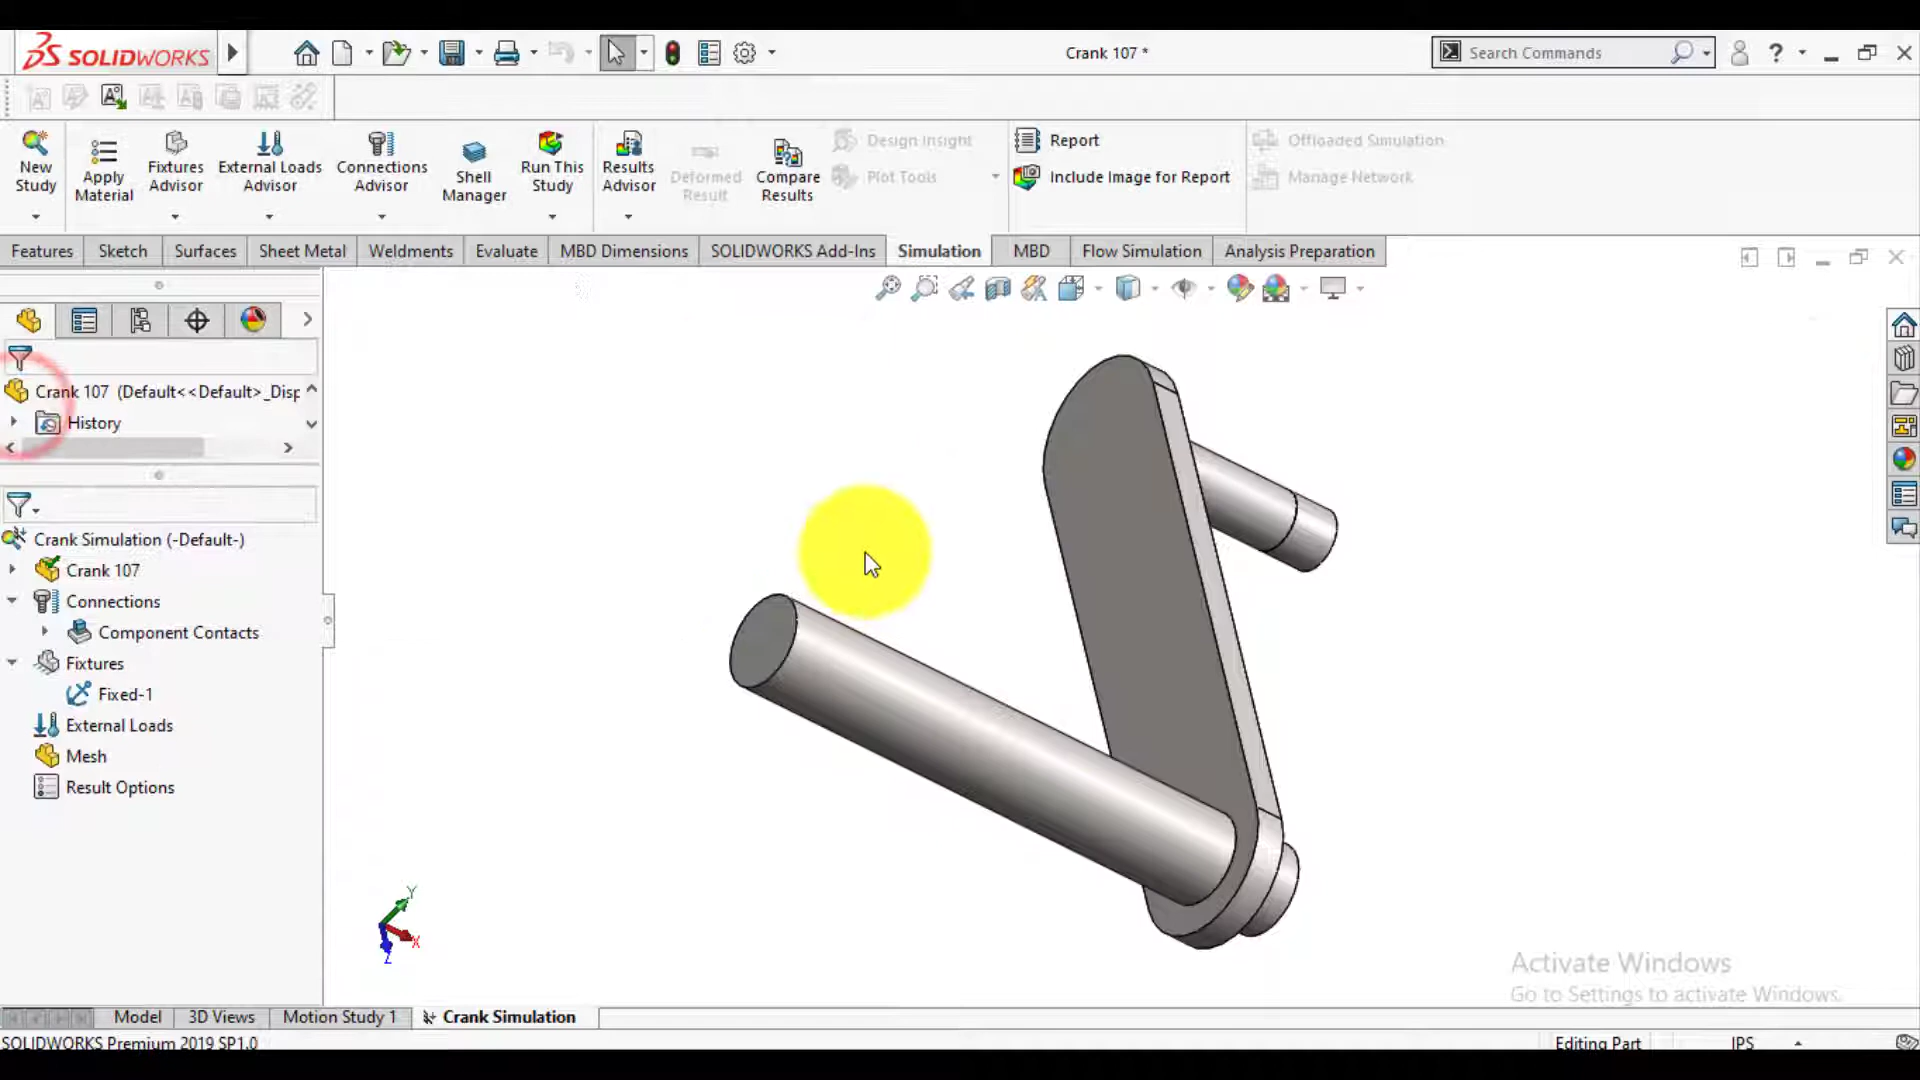 SOLIDWORKS
Crank 107 *
Search Commands
New Study
Apply Material
Fixtures Advisor
External Loads Advisor
Connections Advisor
Shell Manager
Run This Study
Results Advisor
Deformed Result
Compare Results
Design Insight
Plot Tools
Report
Include Image for Report
Offloaded Simulation
Manage Network
Features
Sketch
Surfaces
Sheet Metal
Weldments
Evaluate
MBD Dimensions
SOLIDWORKS Add-Ins
Simulation
MBD
Flow Simulation
Analysis Preparation
Crank 107 (Default<<Default>_Disp
History
Crank Simulation (-Default-)
Crank 107
Connections
Component Contacts
Fixtures
Fixed-1
External Loads
Mesh
Result Options
Y
X
Z
Activate Windows
Go to Settings to activate Windows.
Model
3D Views
Motion Study 1
Crank Simulation
SOLIDWORKS Premium 2019 SP1.0
Editing Part
IPS